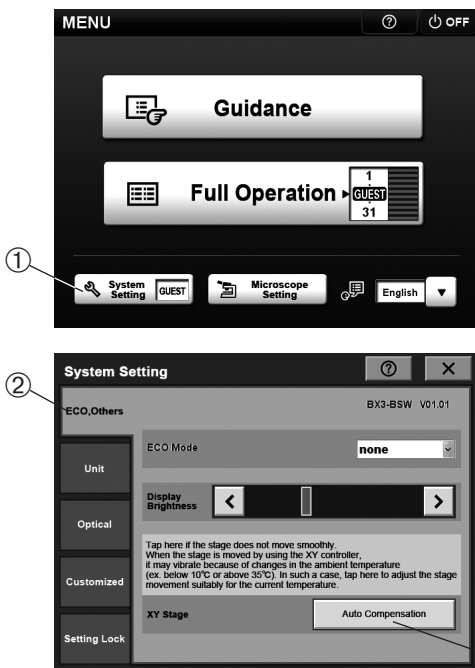 MENU
OFF
Guidance
Full Operation
1
GUEST
31
①
System
Setting
GUEST
Microscope
Setting
English
②
System Setting
ECO,Others
BX3-BSW V01.01
ECO Mode
none
Unit
Display
Brightness
Optical
Tap here if the stage does not move smoothly.
When the stage is moved by using the XY controller,
it may vibrate because of changes in the ambient temperature
(ex. below 10°C or above 35°C). In such a case, tap here to adjust the stage
movement suitably for the current temperature.
Customized
XY Stage
Auto Compensation
Setting Lock